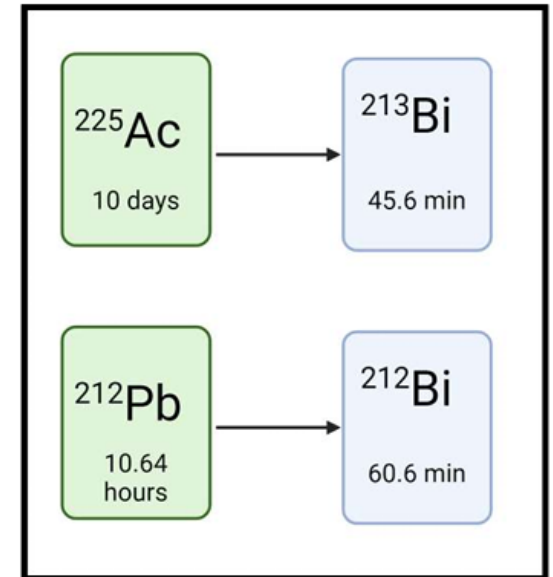 ²²⁵Ac
10 days
²¹³Bi
45.6 min
²¹²Pb
10.64
hours
²¹²Bi
60.6 min